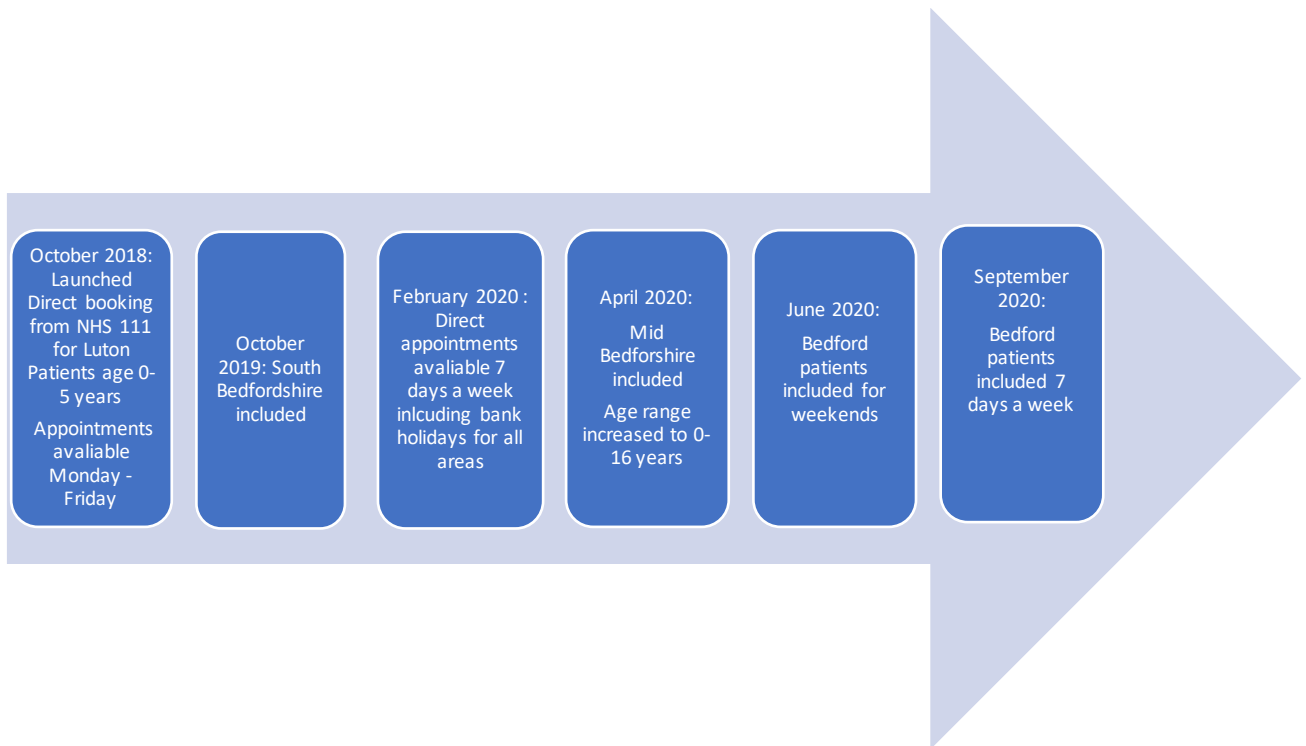 October 2018:
Launched
Direct booking
from NHS 111
for Luton
Patients age 0-
5 years
Appointments
avaliable
Monday -
Friday
October
2019: South
Bedfordshire
included
February 2020 :
Direct
appointments
avaliable 7
days a week
inlcuding bank
holidays for all
areas
April 2020:
Mid
Bedforshire
included
Age range
increased to 0-
16 years
June 2020:
Bedford
patients
included for
weekends
September
2020:
Bedford
patients
included 7
days a week